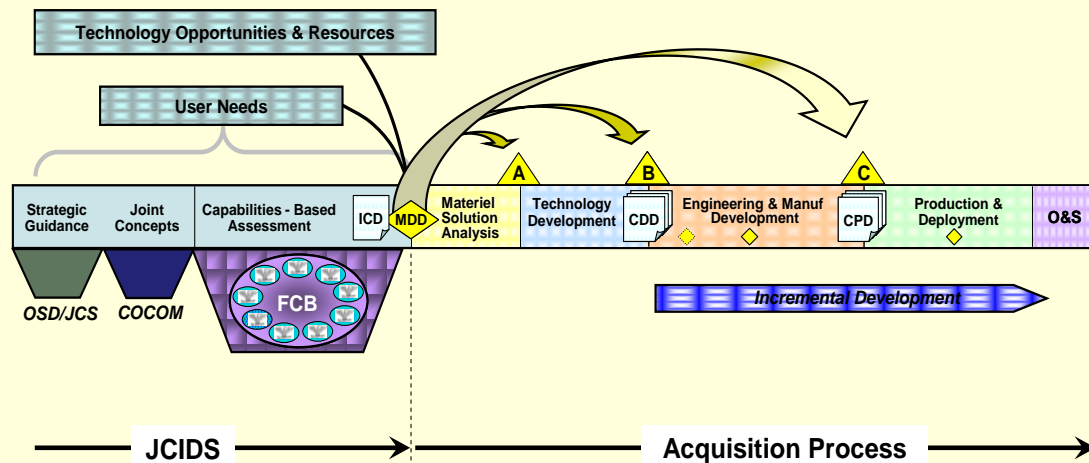 Technology Opportunities & Resources
User Needs
A
B
C
Strategic
Guidance
Joint
Concepts
Capabilities - Based
Assessment
ICD
MDD
Materiel
Solution
Analysis
Technology
Development
CDD
Engineering & Manuf
Development
CPD
Production &
Deployment
O&S
OSD/JCS
COCOM
FCB
Incremental Development
JCIDS
Acquisition Process